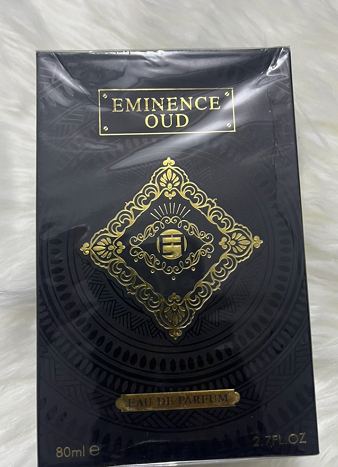 EMINENCE
OUD
EAU DE PARFUM
80ml ℮
2.7FL.OZ